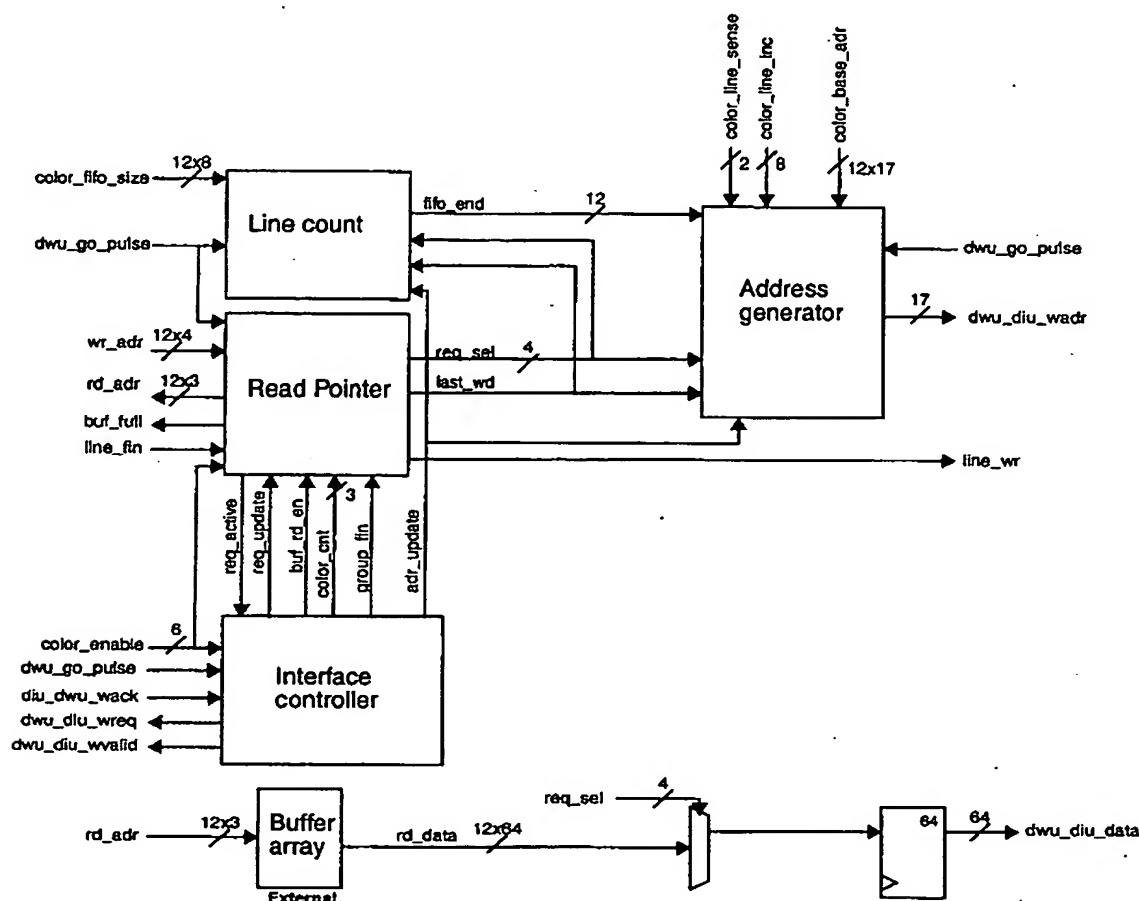 color_line_sense
color_line_inc
color_base_adr
2
8
12x17
color_fifo_size
12x8
dwu_go_pulse
Line count
fifo_end
12
Address
generator
dwu_go_pulse
17
dwu_diu_wadr
wr_adr
12x4
rd_adr
12x3
buf_full
line_fin
Read Pointer
req_sel
4
last_wd
line_wr
req_active
req_update
buf_rd_en
color_cnt
3
group_fin
adr_update
color_enable
6
dwu_go_pulse
diu_dwu_wack
dwu_diu_wreq
dwu_diu_wvalid
Interface
controller
rd_adr
12x3
Buffer
array
External
rd_data
12x64
req_sel
4
64
64
dwu_diu_data